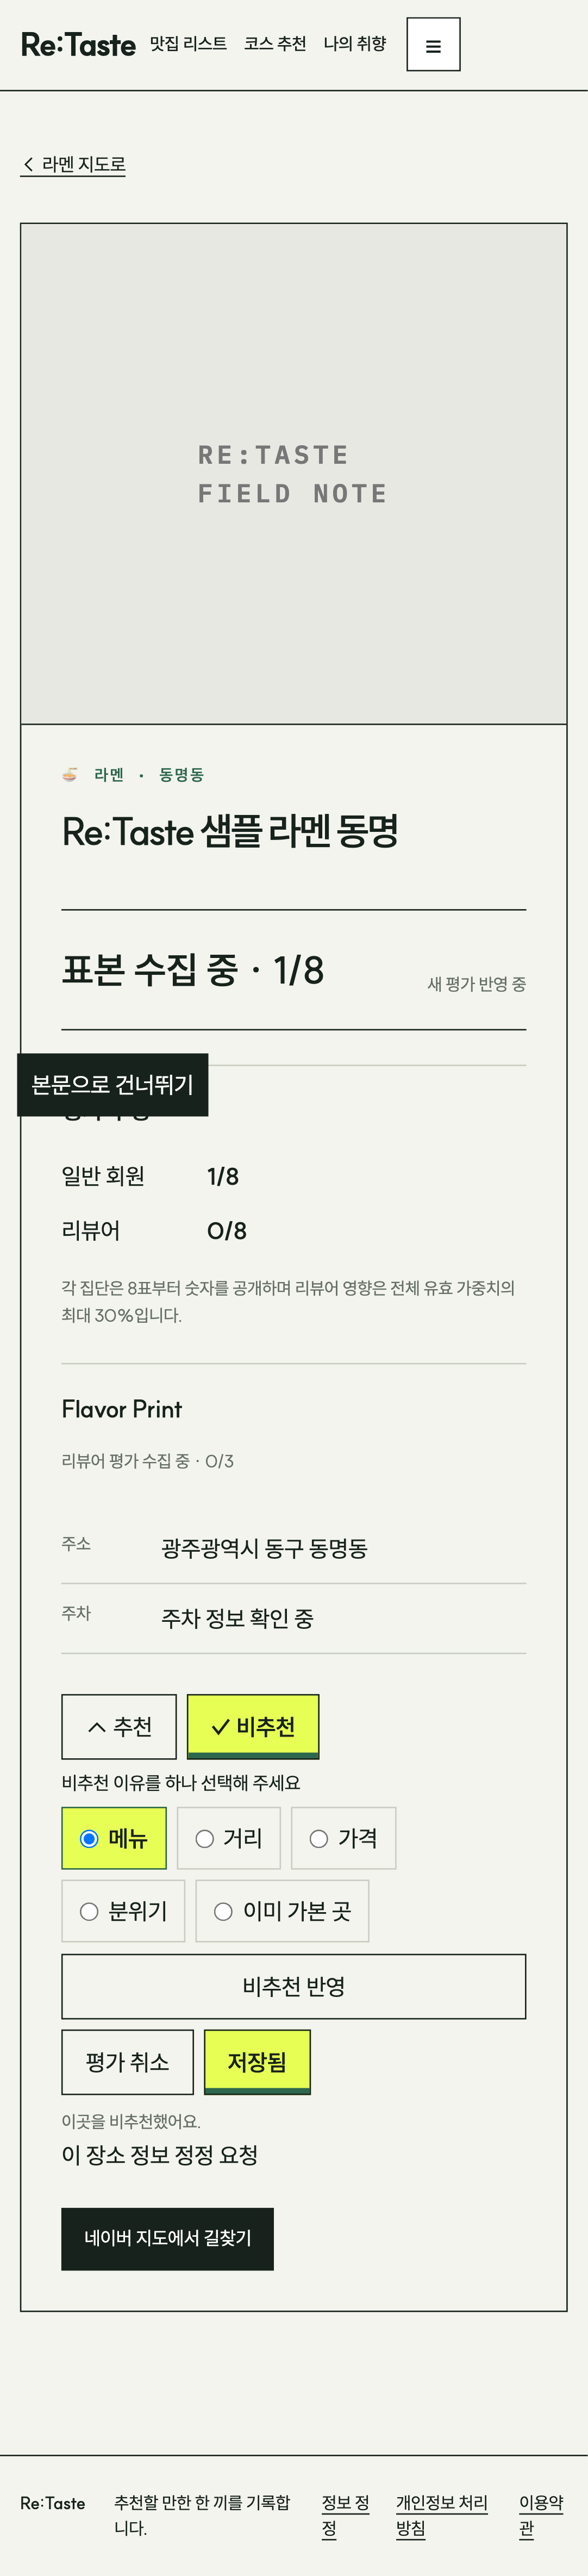 Re:Taste 맛집 리스트 코스 추천 나의 취향
라멘 지도로
RE:TASTE
FIELD NOTE
라멘 · 동명동
Re:Taste 샘플 라멘 동명
표본 수집 중 · 1/8
새 평가 반영 중
본문으로 건너뛰기
일반 회원 1/8
리뷰어 0/8
각 집단은 8표부터 숫자를 공개하며 리뷰어 영향은 전체 유효 가중치의
최대 30%입니다.
Flavor Print
리뷰어 평가 수집 중 · 0/3
주소 광주광역시 동구 동명동
주차 주차 정보 확인 중
추천 비추천
비추천 이유를 하나 선택해 주세요
메뉴 거리 가격
분위기 이미 가본 곳
비추천 반영
평가 취소 저장됨
이곳을 비추천했어요.
이 장소 정보 정정 요청
네이버 지도에서 길찾기
Re:Taste 추천할 만한 한 끼를 기록합 정보 정 개인정보 처리 이용약
니다. 정 방침 관